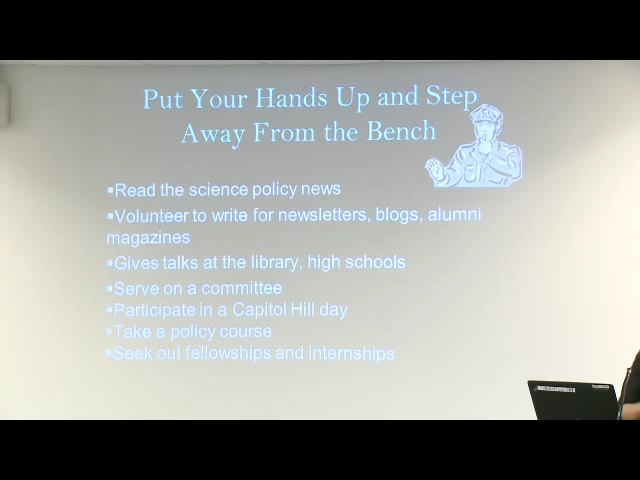 Put Your Hands Up and Step
Away From the Bench
▪Read the science policy news
▪Volunteer to write for newsletters, blogs, alumni
magazines
▪Gives talks at the library, high schools
▪Serve on a committee
▪Participate in a Capitol Hill day
▪Take a policy course
▪Seek out fellowships and internships